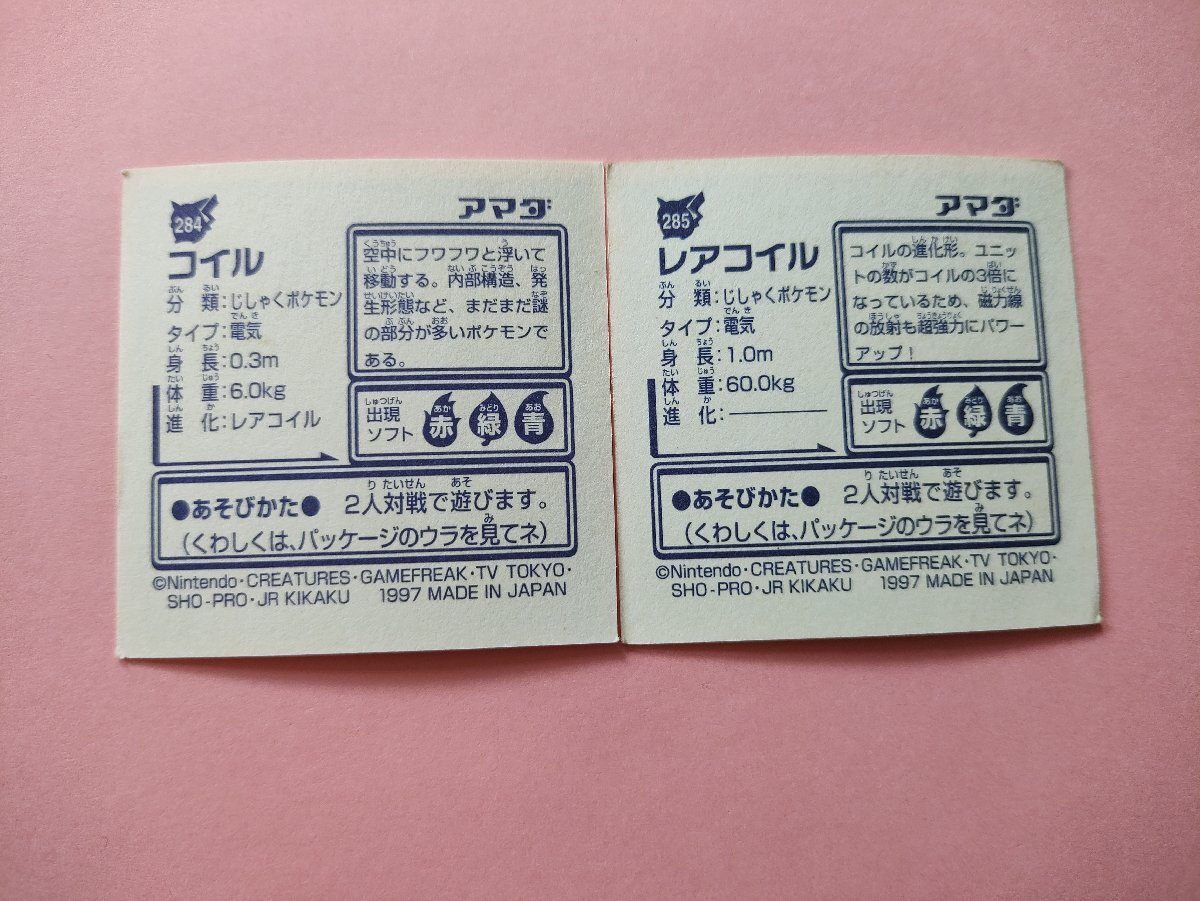 284
アマダ
コイル
分類:じしゃくポケモン
タイプ:電気
身長:0.3m
体重:6.0kg
進化:レアコイル
空中にフワフワと浮いて
移動する。内部構造、発
生形態など、まだまだ謎
の部分が多いポケモンで
ある。
出現
ソフト
赤 緑 青
●あそびかた● 2人対戦で遊びます。
(くわしくは、パッケージのウラを見てネ)
©Nintendo・CREATURES・GAMEFREAK・TV TOKYO・
SHO-PRO・JR KIKAKU 1997 MADE IN JAPAN
285
アマダ
レアコイル
分類:じしゃくポケモン
タイプ:電気
身長:1.0m
体重:60.0kg
進化:————
コイルの進化形。ユニッ
トの数がコイルの3倍に
なっているため、磁力線
の放射も超強力にパワー
アップ!
出現
ソフト
赤 緑 青
●あそびかた● 2人対戦で遊びます。
(くわしくは、パッケージのウラを見てネ)
©Nintendo・CREATURES・GAMEFREAK・TV TOKYO・
SHO-PRO・JR KIKAKU 1997 MADE IN JAPAN